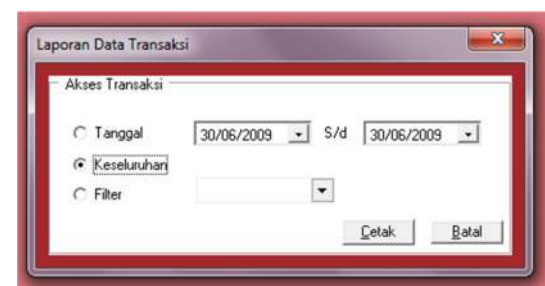 Laporan Data Transaksi
Akses Transaksi
Tanggal 30/06/2009 S/d 30/06/2009
Keseluruhan
Filter
Cetak Batal